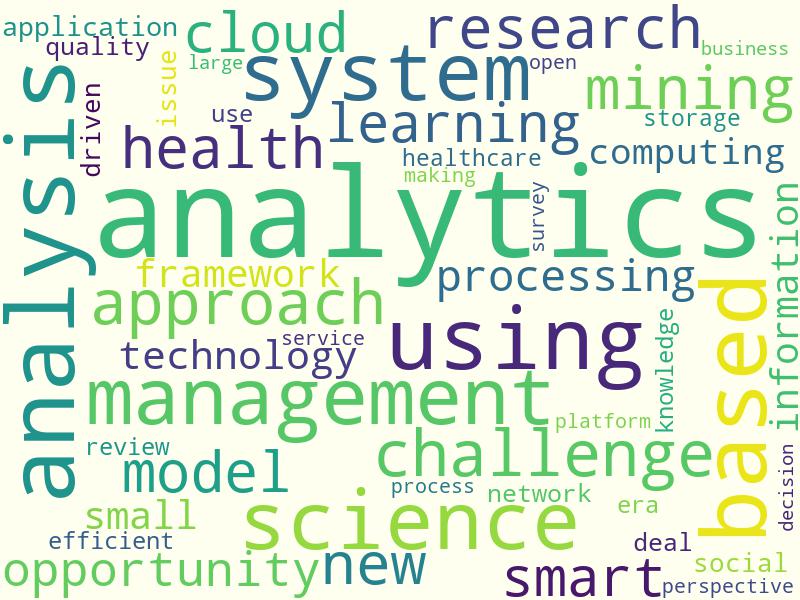 application
cloud
research
quality
large
system
open
business
issue
mining
analysis
driven
use
learning
storage
health
healthcare
computing
making
analytics
survey
information
framework
processing
approach
based
using
service
technology
knowledge
management
platform
review
challenge
model
process
network
decision
small
science
era
efficient
deal
opportunity
new
smart
social
perspective